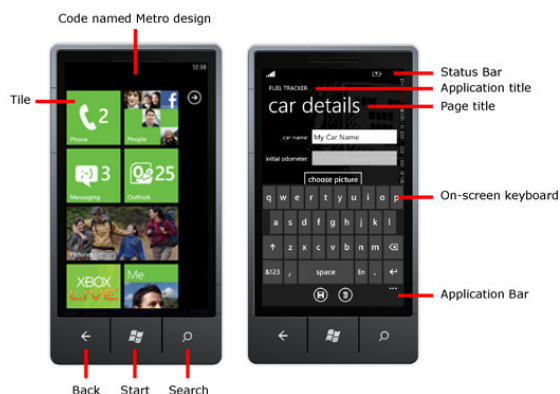 Code named Metro design
Tile
12:38
2
Phone
People
f
3
Messaging
25
Outlook
Pictures
XBOX
LIVE
Me
Back
Start
Search
Status Bar
Application title
Page title
FUEL TRACKER
car details
car name: My Car Name
initial odometer:
choose picture
On-screen keyboard
q w e r t y u i o p
a s d f g h j k l
z x c v b n m
&123 , space En .
...
Application Bar